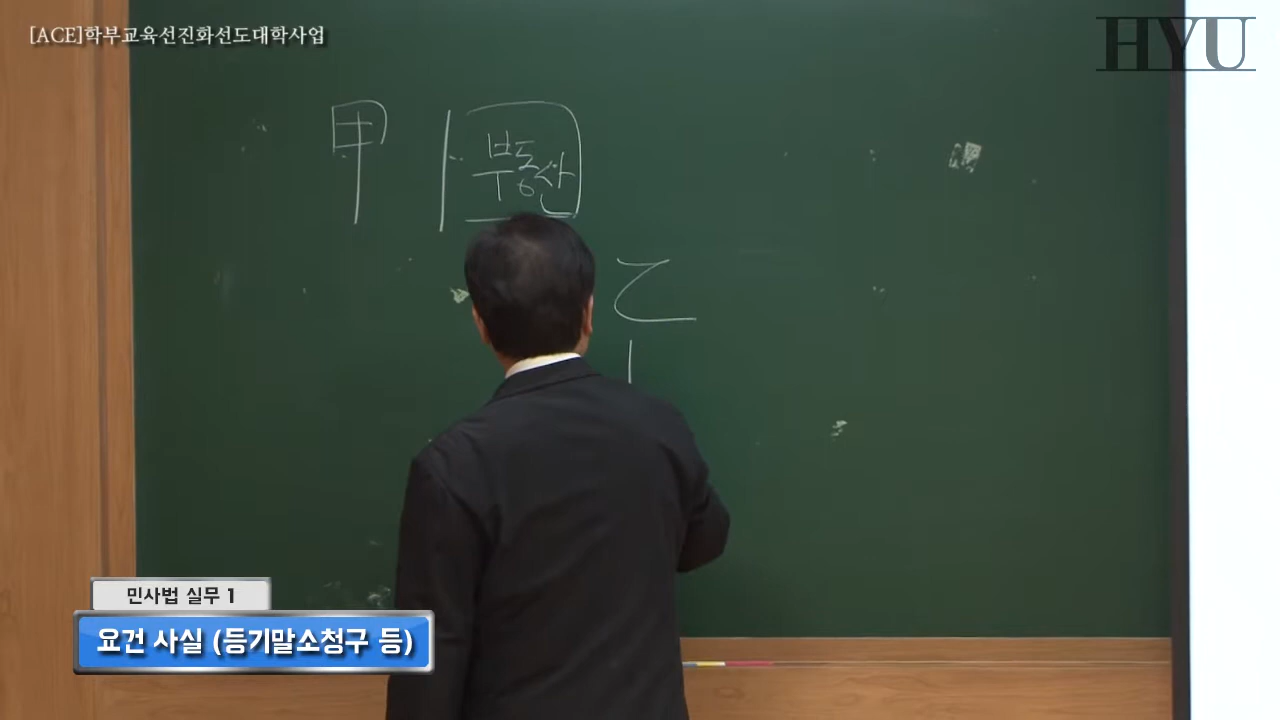 [ACE]학부교육선진화선도대학사업
HYU
甲 부동산
乙
민사법 실무 1
요건 사실 (등기말소청구 등)